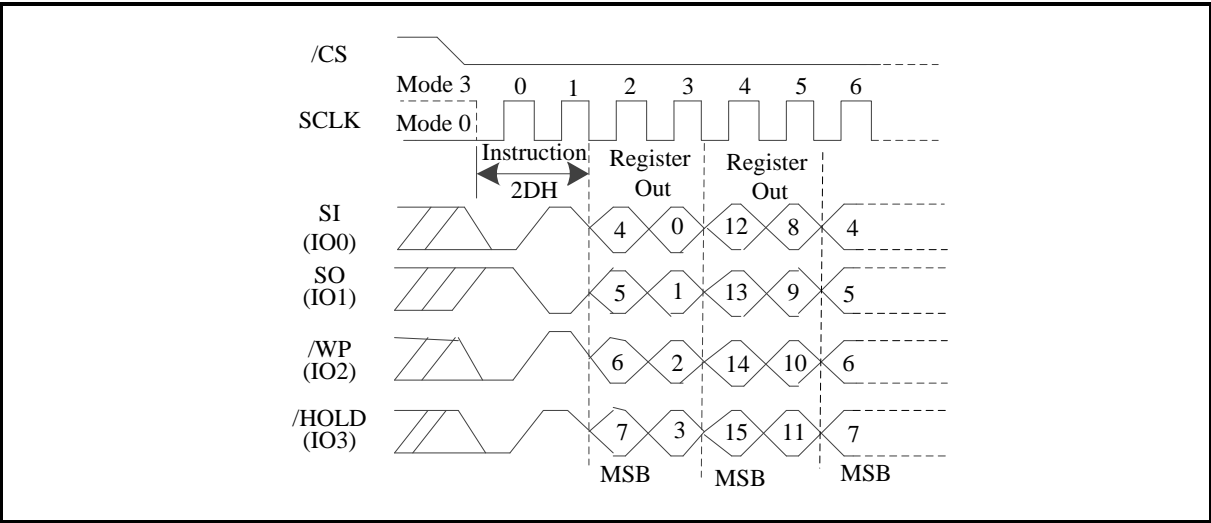 /CS
Mode 3 0 1 2 3 4 5 6
SCLK Mode 0
Instruction Register Register
2DH Out Out
SI
(IO0)
4 0 12 8 4
SO
(IO1)
5 1 13 9 5
/WP
(IO2)
6 2 14 10 6
/HOLD
(IO3)
7 3 15 11 7
MSB MSB MSB